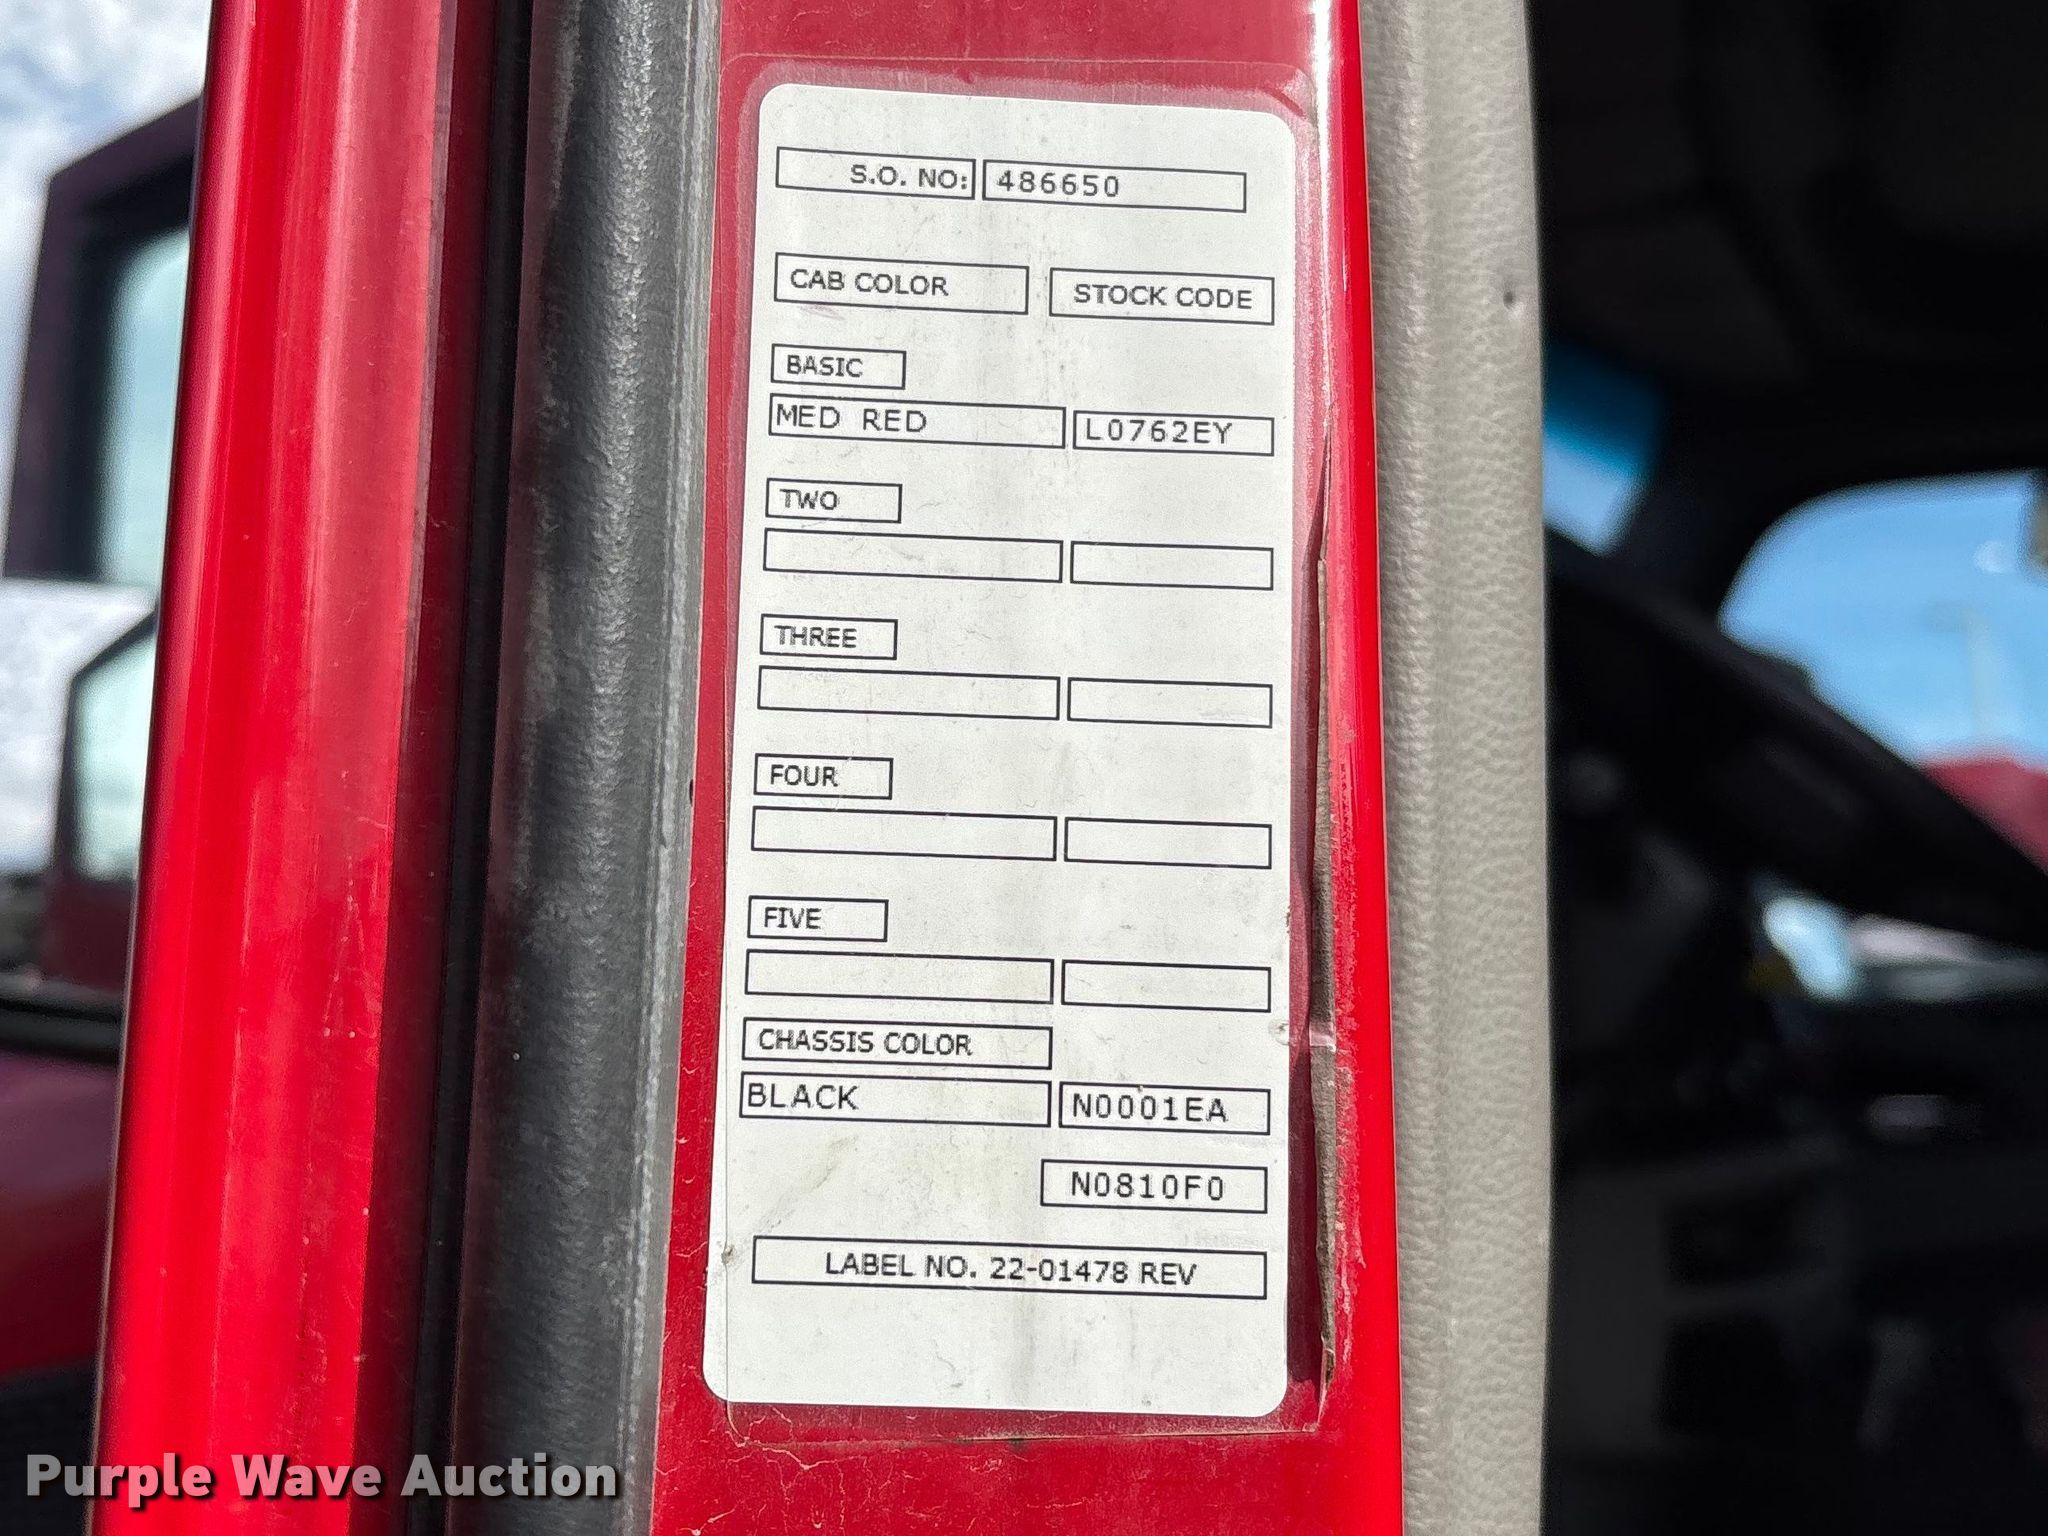 S.O. NO: 486650
CAB COLOR STOCK CODE
BASIC
MED RED L0762EY
TWO
THREE
FOUR
FIVE
CHASSIS COLOR
BLACK N0001EA
N0810F0
LABEL NO. 22-01478 REV
Purple Wave Auction